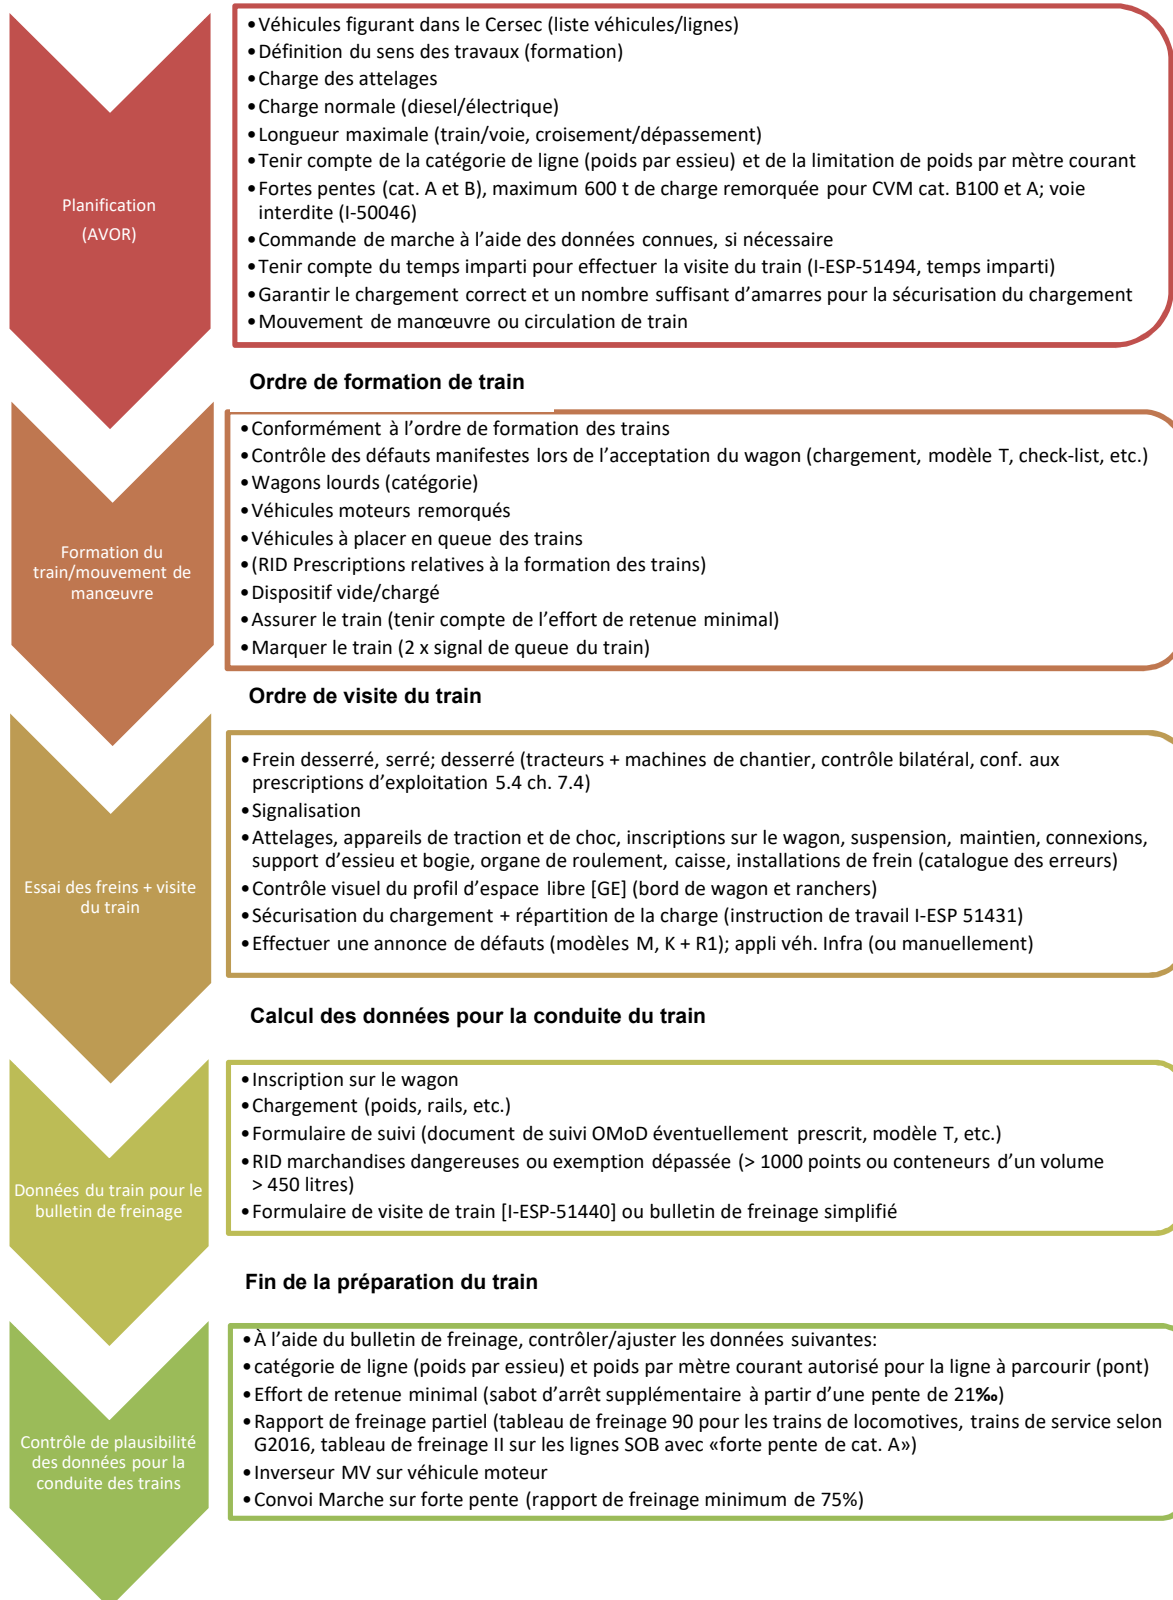 Planification
(AVOR)
•Véhicules figurant dans le Cersec (liste véhicules/lignes)
•Définition du sens des travaux (formation)
•Charge des attelages
•Charge normale (diesel/électrique)
•Longueur maximale (train/voie, croisement/dépassement)
•Tenir compte de la catégorie de ligne (poids par essieu) et de la limitation de poids par mètre courant
•Fortes pentes (cat. A et B), maximum 600 t de charge remorquée pour CVM cat. B100 et A; voie
interdite (I-50046)
•Commande de marche à l’aide des données connues, si nécessaire
•Tenir compte du temps imparti pour effectuer la visite du train (I-ESP-51494, temps imparti)
•Garantir le chargement correct et un nombre suffisant d’amarres pour la sécurisation du chargement
•Mouvement de manœuvre ou circulation de train
Ordre de formation de train
Formation du
train/mouvement de
manœuvre
•Conformément à l’ordre de formation des trains
•Contrôle des défauts manifestes lors de l’acceptation du wagon (chargement, modèle T, check-list, etc.)
•Wagons lourds (catégorie)
•Véhicules moteurs remorqués
•Véhicules à placer en queue des trains
•(RID Prescriptions relatives à la formation des trains)
•Dispositif vide/chargé
•Assurer le train (tenir compte de l’effort de retenue minimal)
•Marquer le train (2 x signal de queue du train)
Ordre de visite du train
Essai des freins + visite
du train
•Frein desserré, serré; desserré (tracteurs + machines de chantier, contrôle bilatéral, conf. aux
prescriptions d’exploitation 5.4 ch. 7.4)
•Signalisation
•Attelages, appareils de traction et de choc, inscriptions sur le wagon, suspension, maintien, connexions,
support d’essieu et bogie, organe de roulement, caisse, installations de frein (catalogue des erreurs)
•Contrôle visuel du profil d’espace libre [GE] (bord de wagon et ranchers)
•Sécurisation du chargement + répartition de la charge (instruction de travail I-ESP 51431)
•Effectuer une annonce de défauts (modèles M, K + R1); appli véh. Infra (ou manuellement)
Calcul des données pour la conduite du train
Données du train pour le
bulletin de freinage
•Inscription sur le wagon
•Chargement (poids, rails, etc.)
•Formulaire de suivi (document de suivi OMoD éventuellement prescrit, modèle T, etc.)
•RID marchandises dangereuses ou exemption dépassée (> 1000 points ou conteneurs d’un volume
> 450 litres)
•Formulaire de visite de train [I-ESP-51440] ou bulletin de freinage simplifié
Fin de la préparation du train
Contrôle de plausibilité
des données pour la
conduite des trains
•À l’aide du bulletin de freinage, contrôler/ajuster les données suivantes:
•catégorie de ligne (poids par essieu) et poids par mètre courant autorisé pour la ligne à parcourir (pont)
•Effort de retenue minimal (sabot d’arrêt supplémentaire à partir d’une pente de 21‰)
•Rapport de freinage partiel (tableau de freinage 90 pour les trains de locomotives, trains de service selon
G2016, tableau de freinage II sur les lignes SOB avec «forte pente de cat. A»)
•Inverseur MV sur véhicule moteur
•Convoi Marche sur forte pente (rapport de freinage minimum de 75%)